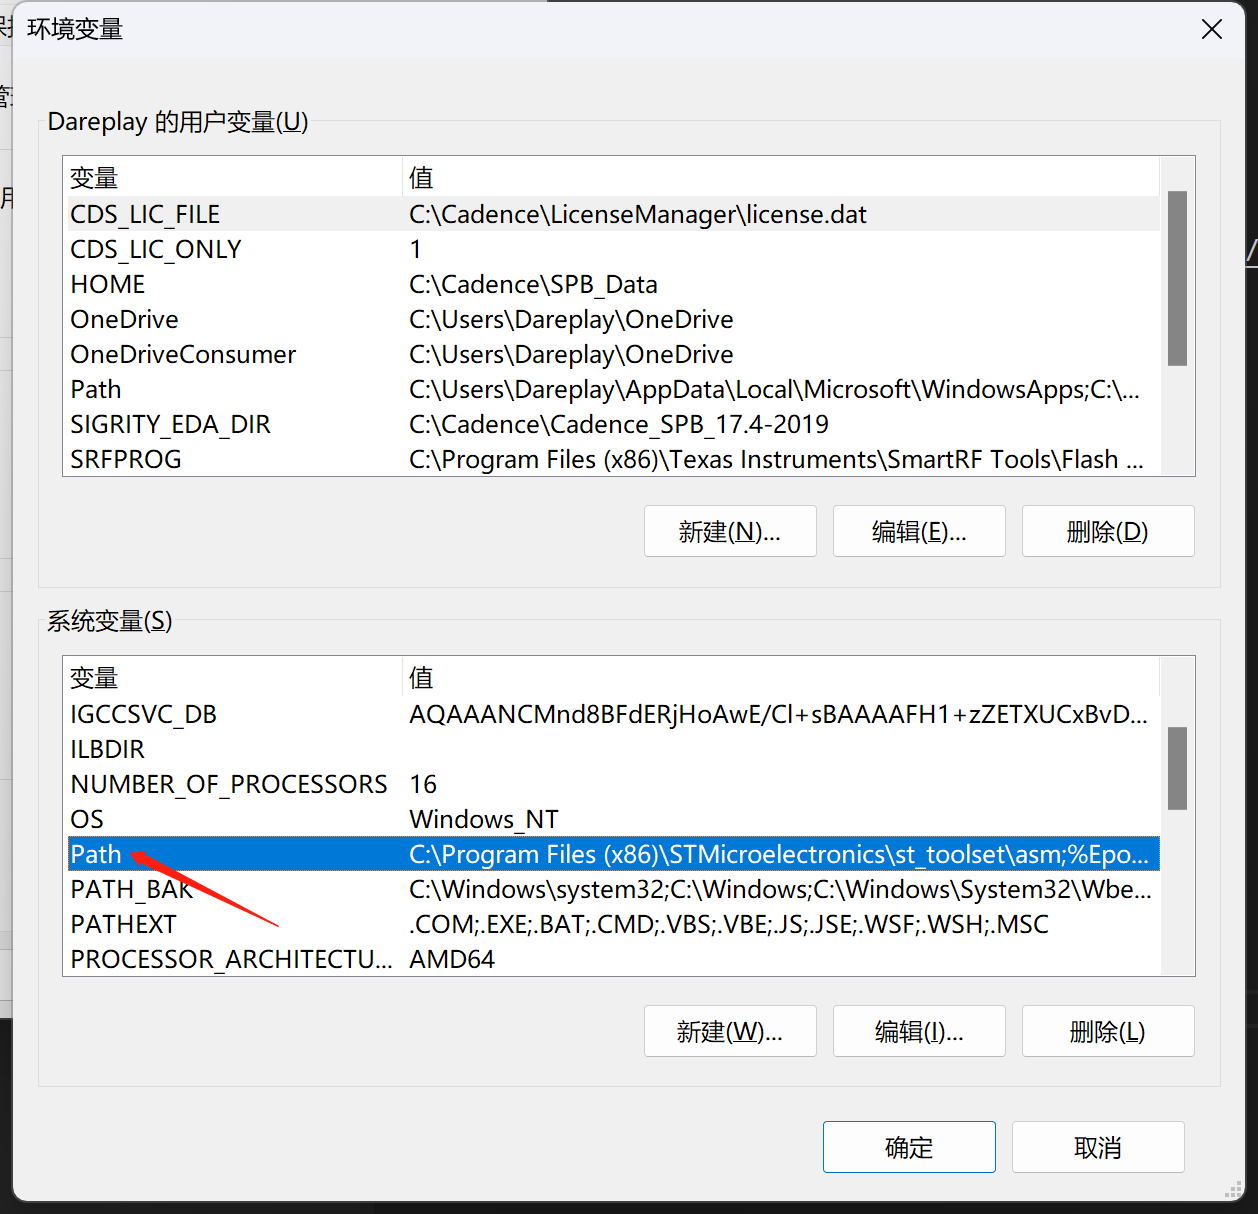 环境变量
Dareplay 的用户变量(U)
变量 值
CDS_LIC_FILE C:\Cadence\LicenseManager\license.dat
CDS_LIC_ONLY 1
HOME C:\Cadence\SPB_Data
OneDrive C:\Users\Dareplay\OneDrive
OneDriveConsumer C:\Users\Dareplay\OneDrive
Path C:\Users\Dareplay\AppData\Local\Microsoft\WindowsApps;C:\...
SIGRITY_EDA_DIR C:\Cadence\Cadence_SPB_17.4-2019
SRFPROG C:\Program Files (x86)\Texas Instruments\SmartRF Tools\Flash ...
新建(N)... 编辑(E)... 删除(D)
系统变量(S)
变量 值
IGCCSVC_DB AQAAANCMnd8BFdERjHoAwE/Cl+sBAAAAFH1+zZETXUCxBvD...
ILBDIR
NUMBER_OF_PROCESSORS 16
OS Windows_NT
Path C:\Program Files (x86)\STMicroelectronics\st_toolset\asm;%Epo...
PATH_BAK C:\Windows\system32;C:\Windows;C:\Windows\System32\Wbe...
PATHEXT .COM;.EXE;.BAT;.CMD;.VBS;.VBE;.JS;.JSE;.WSF;.WSH;.MSC
PROCESSOR_ARCHITECTU... AMD64
新建(W)... 编辑(I)... 删除(L)
确定 取消